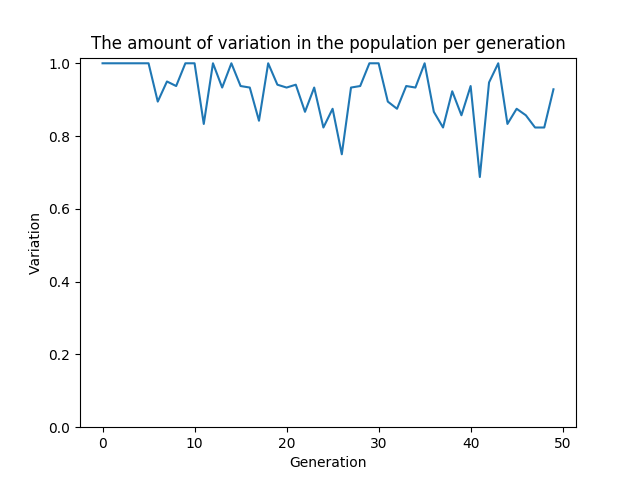 The amount of variation in the population per generation
1.0
0.8
0.6
0.4
0.2
0.0
Variation
0 10 20 30 40 50
Generation